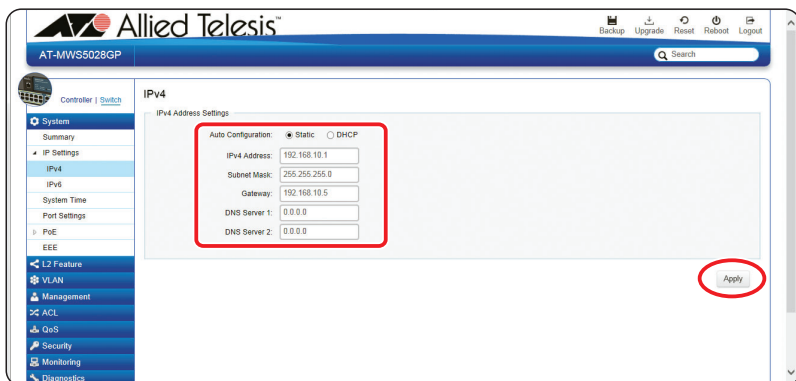 Allied Telesis™
Backup Upgrade Reset Reboot Logout
AT-MWS5028GP
Search
Controller | Switch
System
Summary
IP Settings
IPv4
IPv6
System Time
Port Settings
PoE
EEE
L2 Feature
VLAN
Management
ACL
QoS
Security
Monitoring
Diagnostics
IPv4
IPv4 Address Settings
Auto Configuration: Static DHCP
IPv4 Address: 192.168.10.1
Subnet Mask: 255.255.255.0
Gateway: 192.168.10.5
DNS Server 1: 0.0.0.0
DNS Server 2: 0.0.0.0
Apply